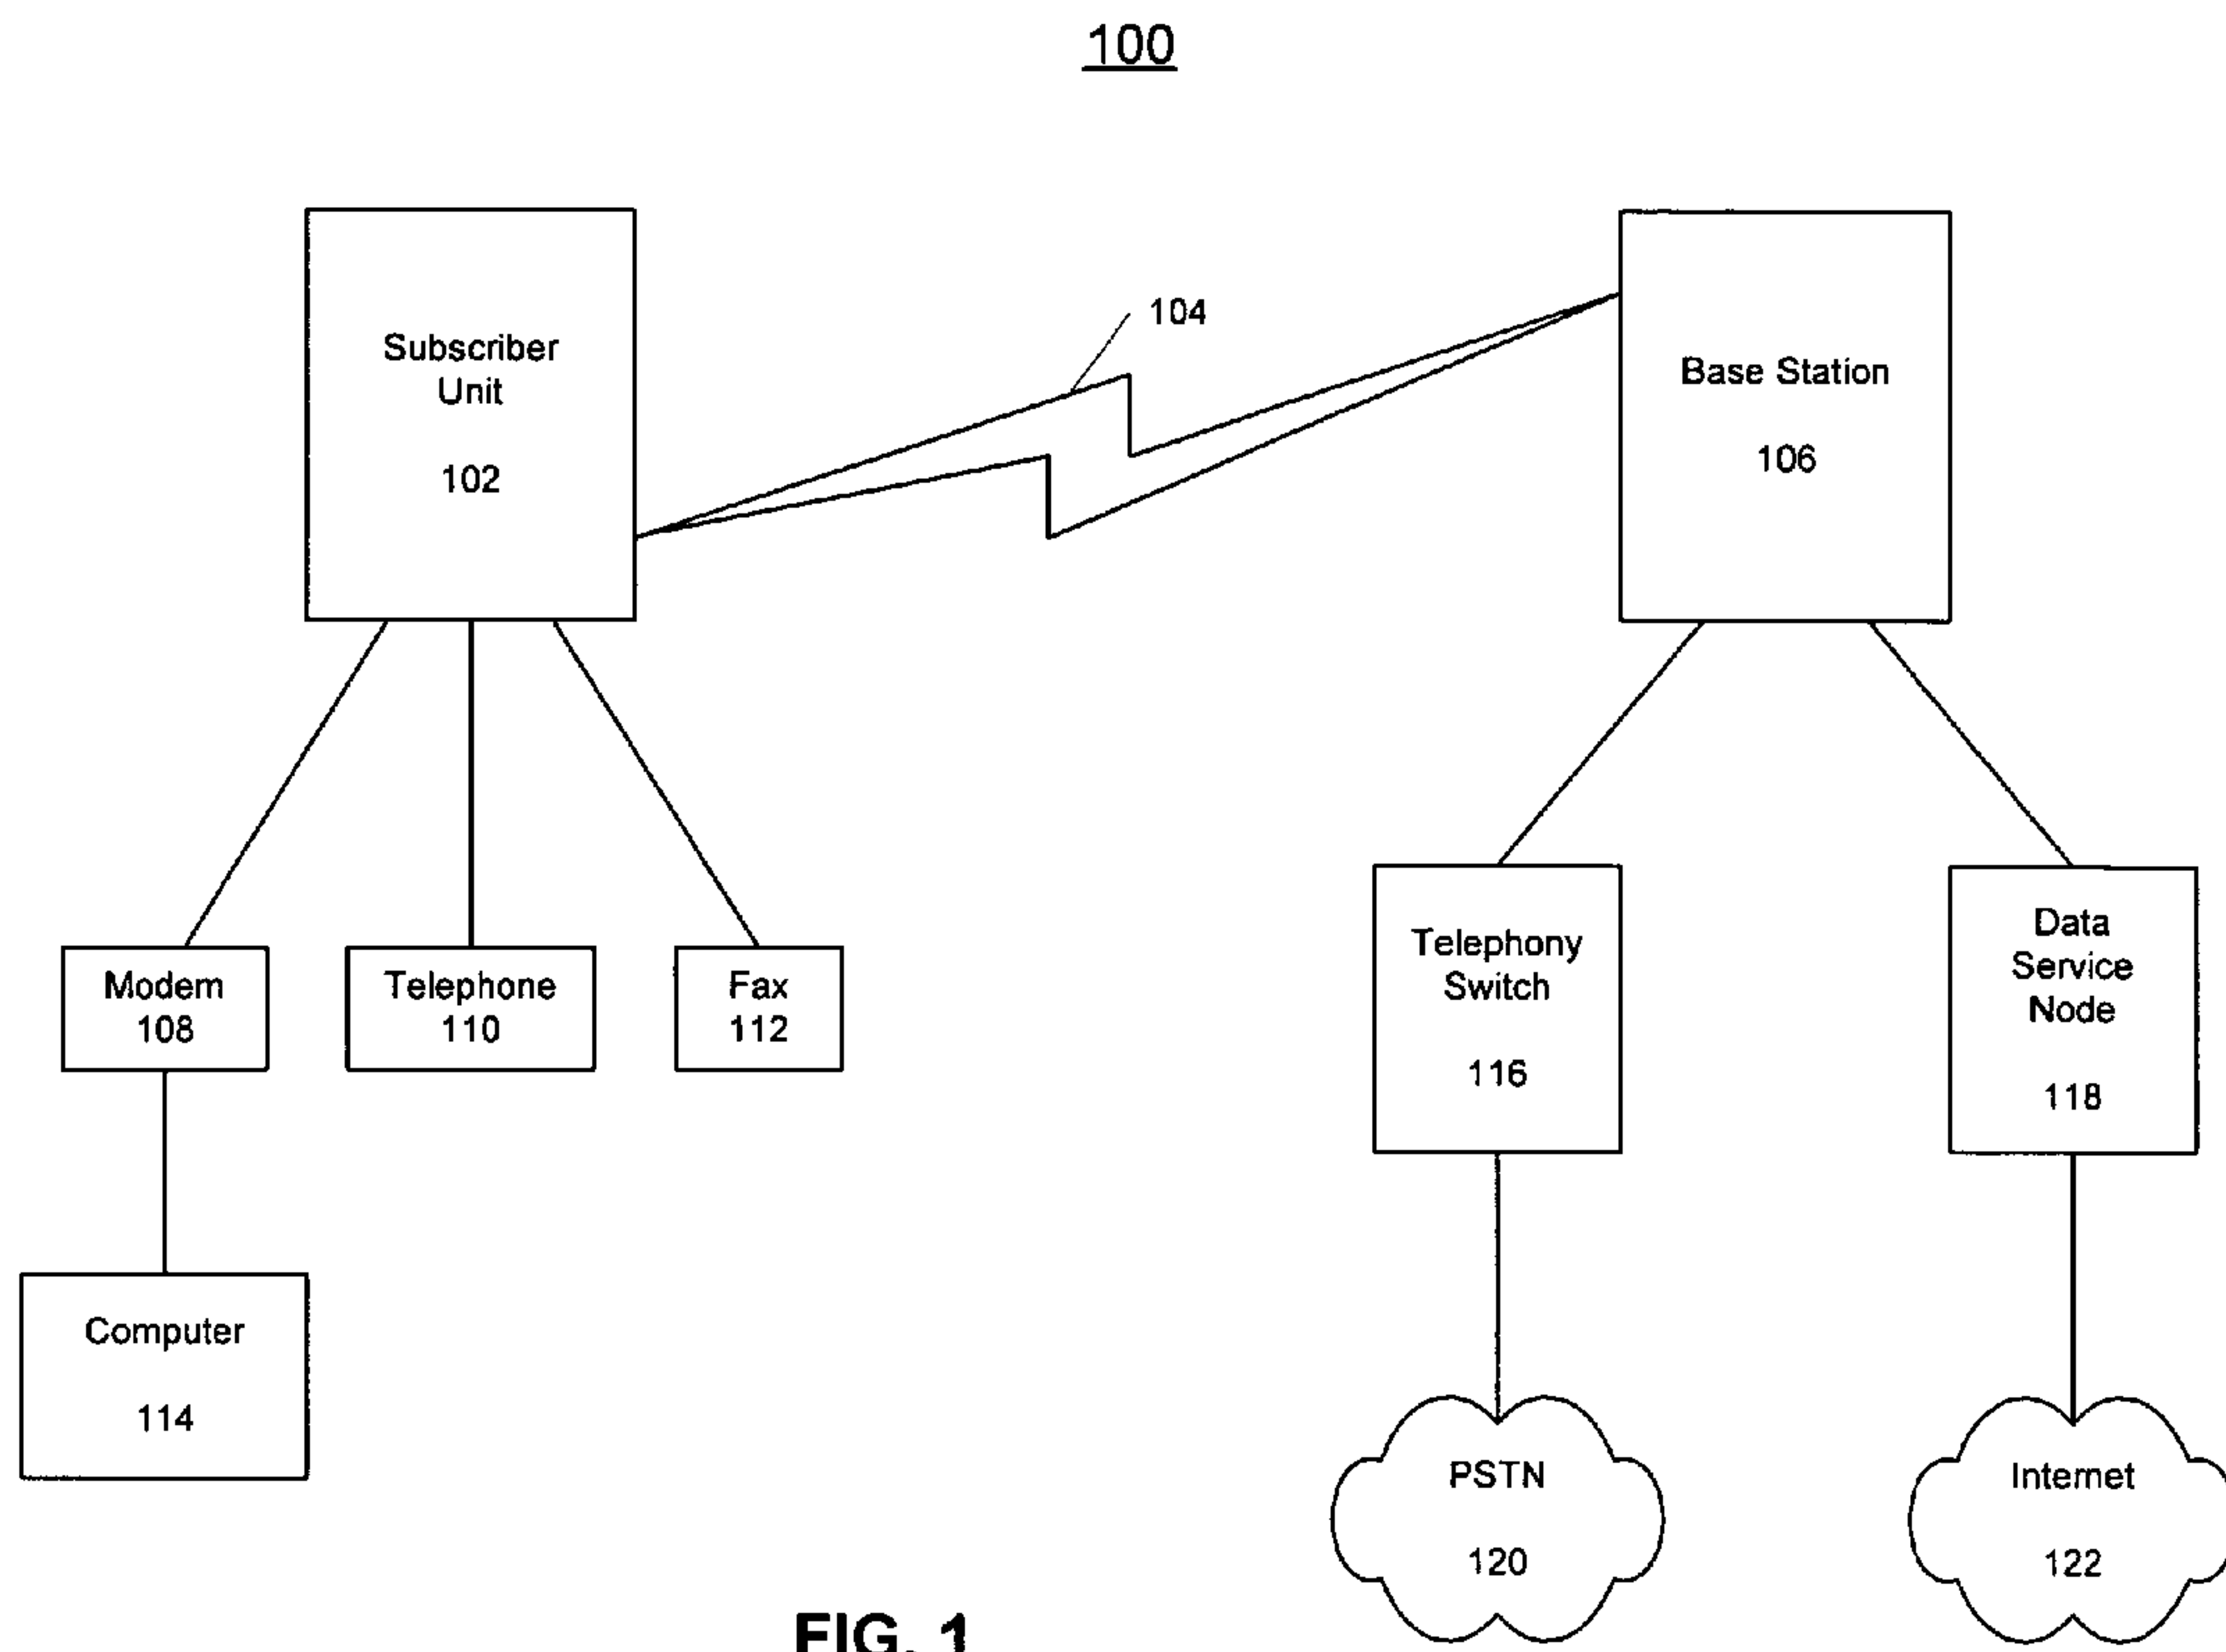 100
Subscriber
Unit
102
104
Base Station
106
Modem
108
Telephone
110
Fax
112
Telephony
Switch
116
Data
Service
Node
118
Computer
114
PSTN
120
Internet
122
FIG. 1